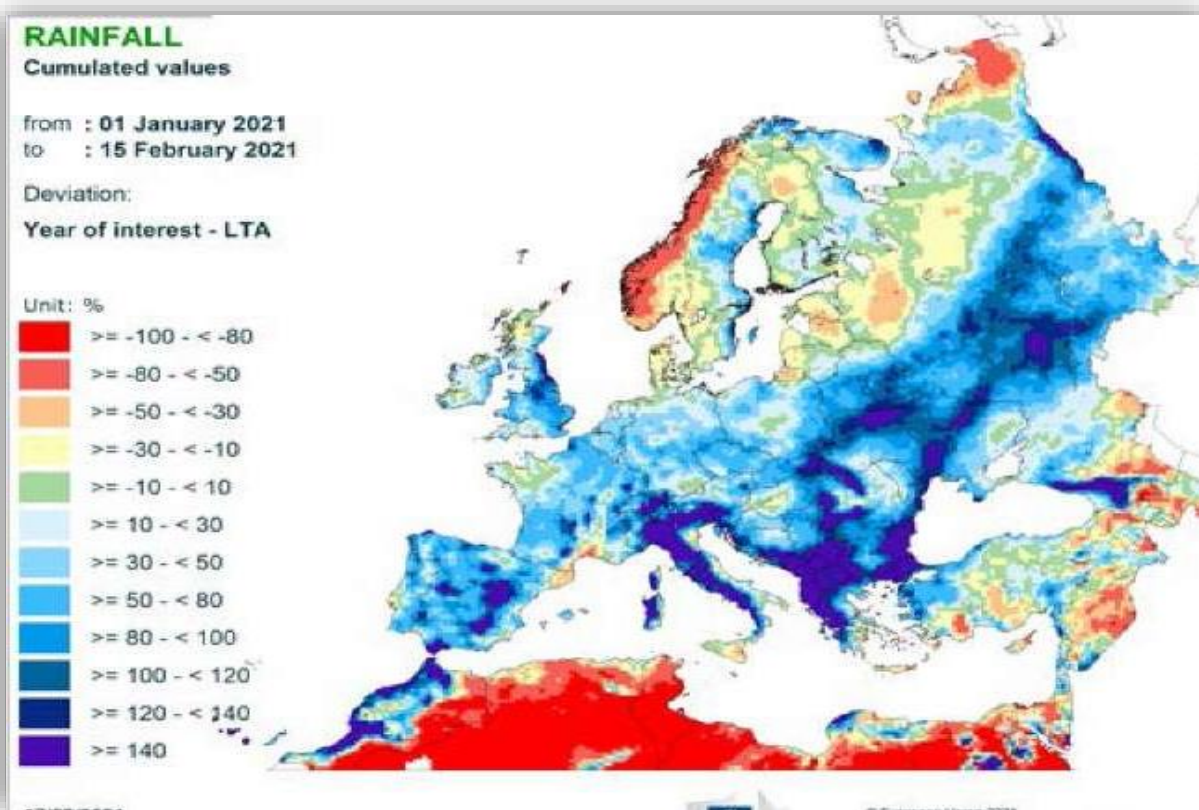 RAINFALL
Cumulated values
from : 01 January 2021
to : 15 February 2021
Deviation:
Year of interest - LTA
Unit: %
>= -100 - < -80
>= -80 - < -50
>= -50 - < -30
>= -30 - < -10
>= -10 - < 10
>= 10 - < 30
>= 30 - < 50
>= 50 - < 80
>= 80 - < 100
>= 100 - < 120
>= 120 - < 140
>= 140